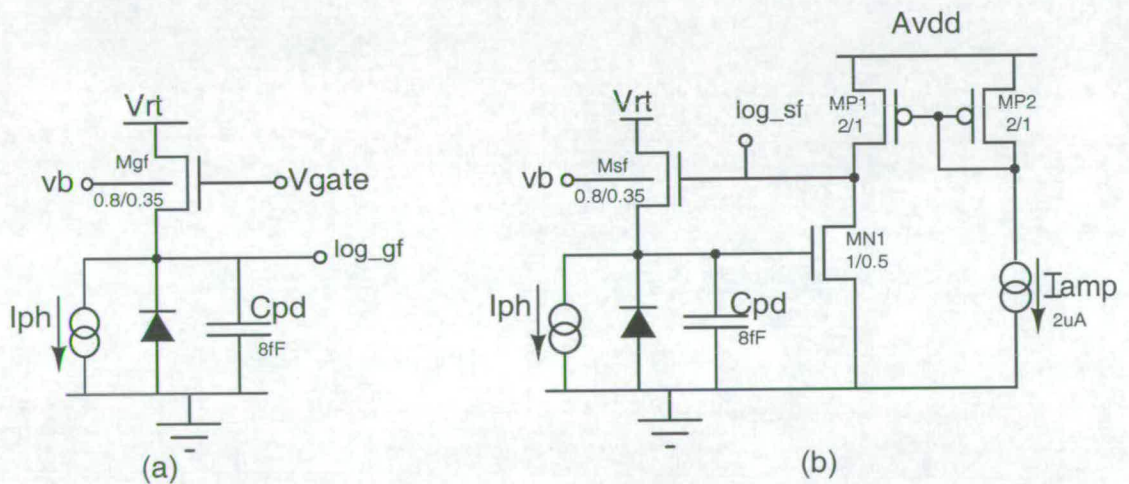 Vrt
Mgf
vb
0.8/0.35
Vgate
log_gf
Iph
Cpd
8fF
(a)
Avdd
MP1
2/1
MP2
2/1
Vrt
log_sf
Msf
vb
0.8/0.35
MN1
1/0.5
Iph
Cpd
8fF
Iamp
2uA
(b)